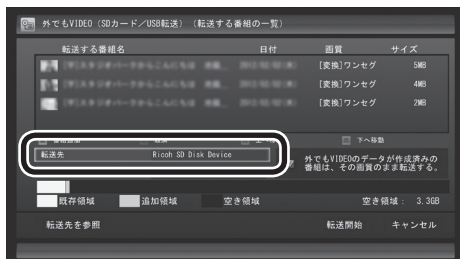 外でもVIDEO（SDカード／USB転送）（転送する番組の一覧）
転送する番組名 日付 画質 サイズ
[変換]ワンセグ 5MB
[変換]ワンセグ 4MB
[変換]ワンセグ 2MB
下へ移動
転送先 Ricoh SD Disk Device
外でもVIDEOのデータが作成済みの
番組は、その画質のまま転送する。
既存領域 追加領域 空き領域 空き領域： 3.3GB
転送先を参照 転送開始 キャンセル